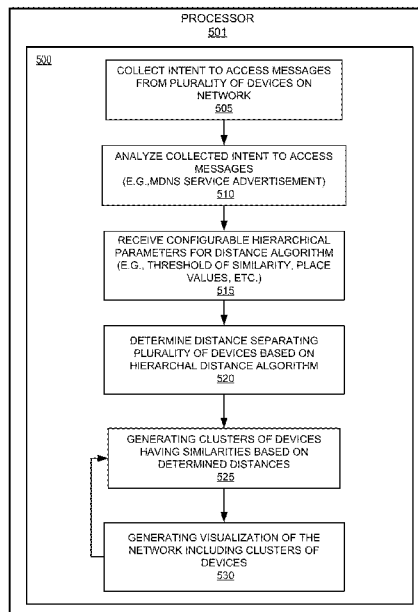 PROCESSOR
501
500
COLLECT INTENT TO ACCESS MESSAGES
FROM PLURALITY OF DEVICES ON
NETWORK
505
ANALYZE COLLECTED INTENT TO ACCESS
MESSAGES
(E.G.,MDNS SERVICE ADVERTISEMENT)
510
RECEIVE CONFIGURABLE HIERARCHICAL
PARAMETERS FOR DISTANCE ALGORITHM
(E.G., THRESHOLD OF SIMILARITY, PLACE
VALUES, ETC.)
515
DETERMINE DISTANCE SEPARATING
PLURALITY OF DEVICES BASED ON
HIERARCHAL DISTANCE ALGORITHM
520
GENERATING CLUSTERS OF DEVICES
HAVING SIMILARITIES BASED ON
DETERMINED DISTANCES
525
GENERATING VISUALIZATION OF THE
NETWORK INCLUDING CLUSTERS OF
DEVICES
530